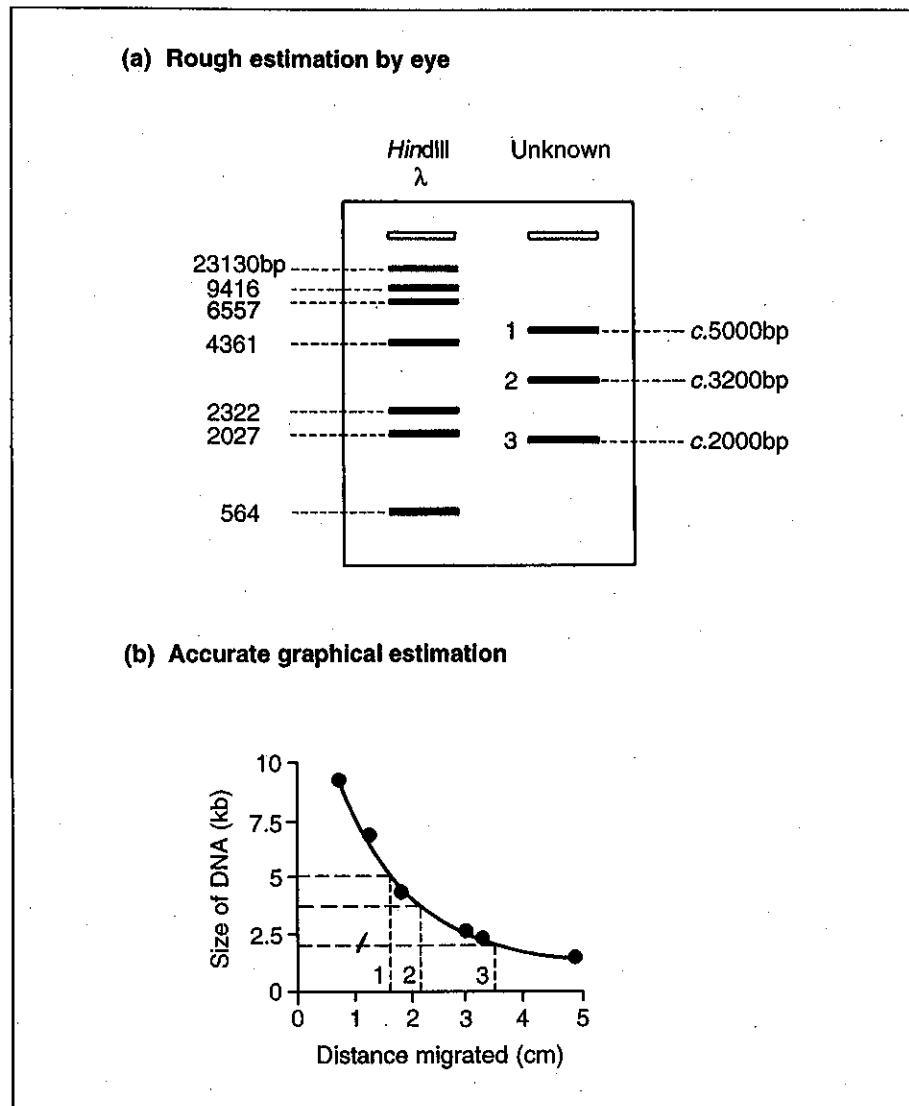 (a) Rough estimation by eye
HindIII Unknown
λ
23130bp
9416
6557
4361
2322
2027
564
1 c.5000bp
2 c.3200bp
3 c.2000bp
(b) Accurate graphical estimation
Size of DNA (kb)
10
7.5
5
2.5
0
1 2 3
0 1 2 3 4 5
Distance migrated (cm)